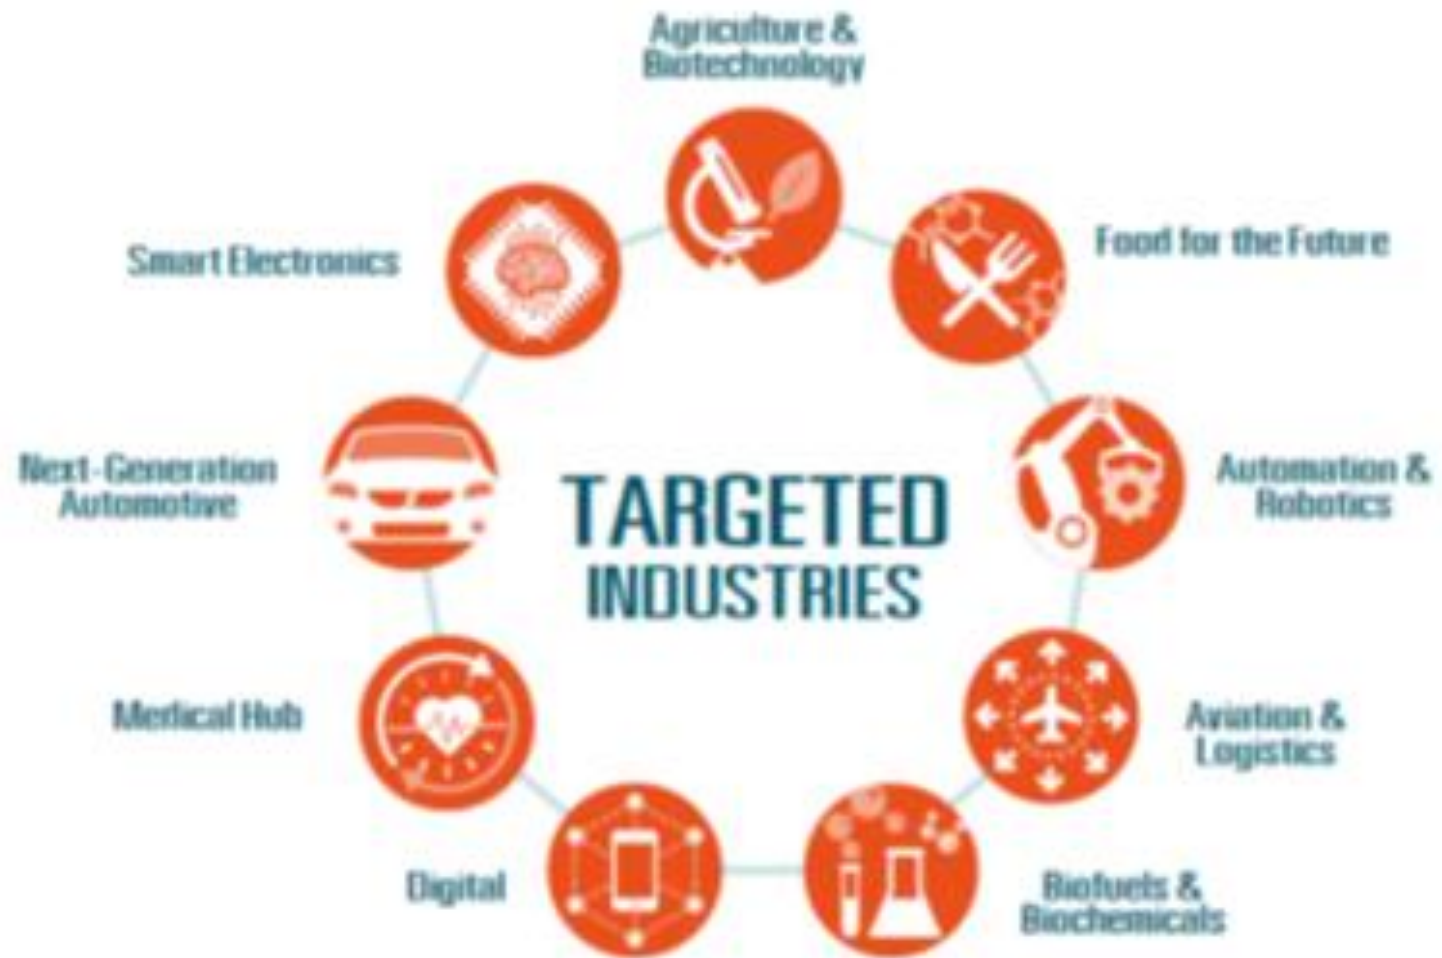 Agriculture &
Biotechnology
Smart Electronics
Food for the Future
Next-Generation
Automotive
Automation &
Robotics
TARGETED
INDUSTRIES
Medical Hub
Aviation &
Logistics
Digital
Biofuels &
Biochemicals